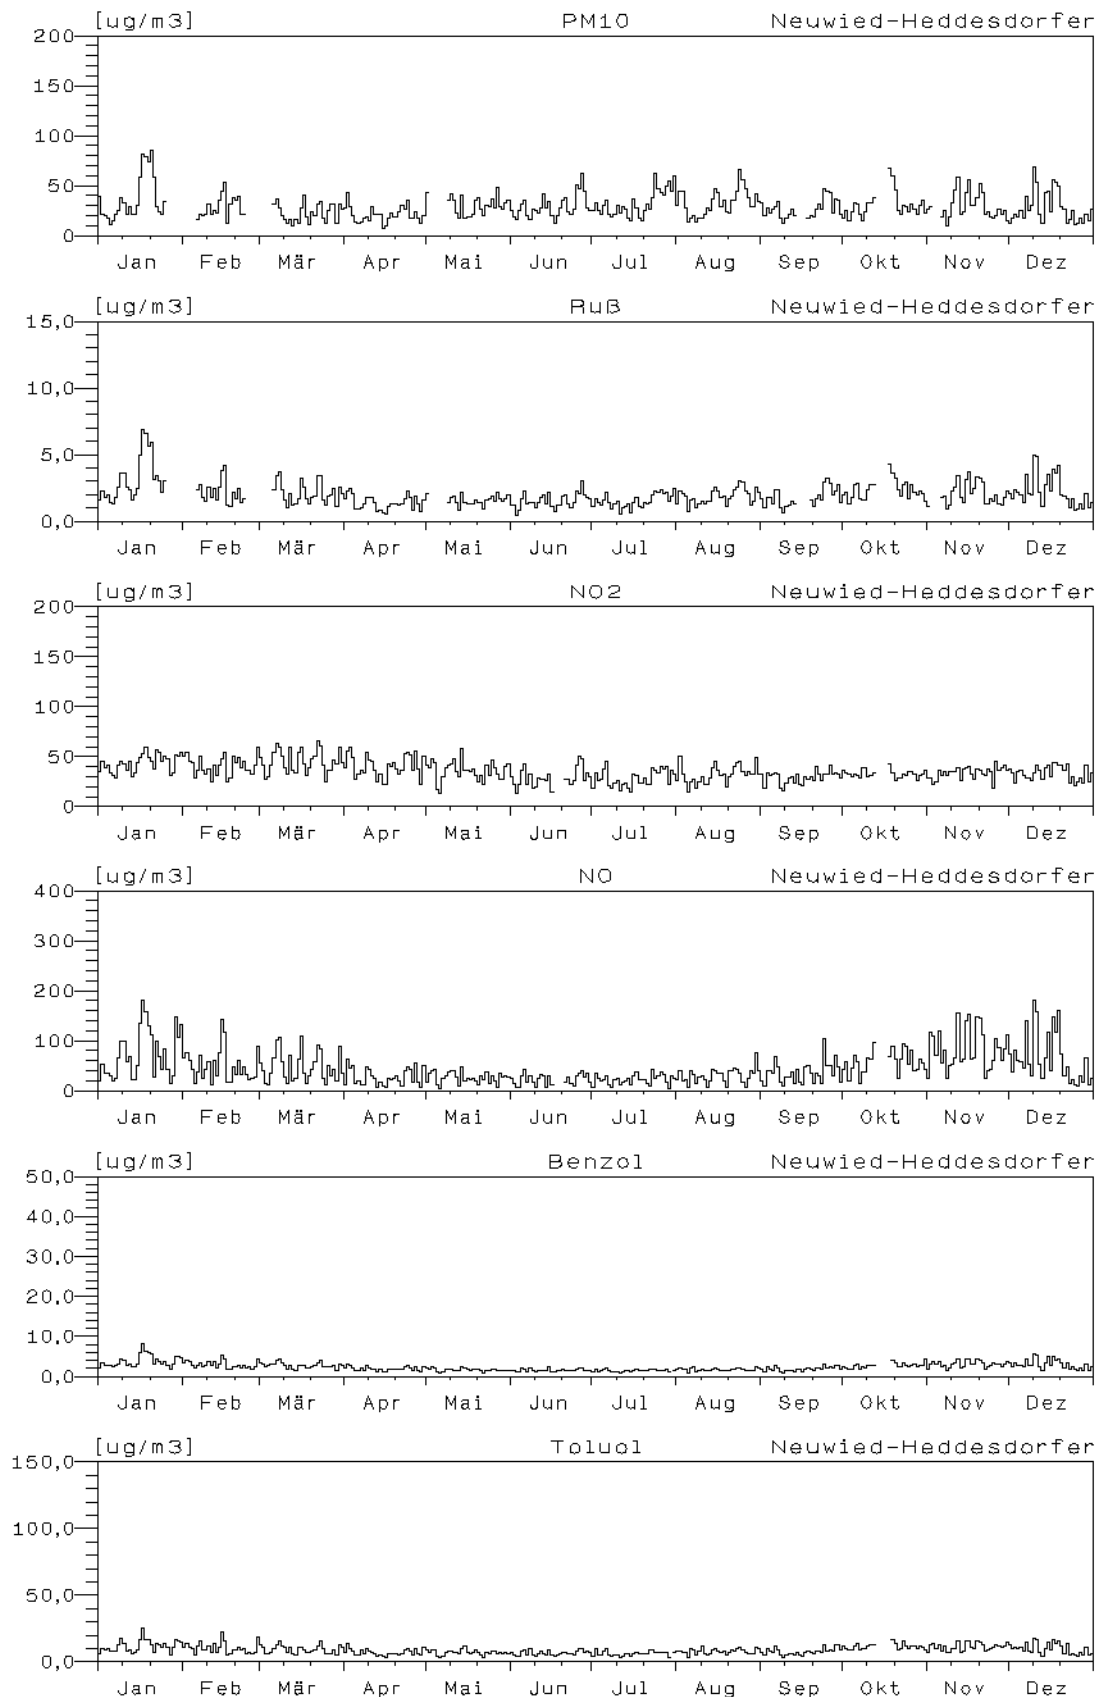 [ug/m3] PM10 Neuwied-Heddesdorfer
200
150
100
50
0
Jan Feb Mär Apr Mai Jun Jul Aug Sep Okt Nov Dez
[ug/m3] Ruß Neuwied-Heddesdorfer
15,0
10,0
5,0
0,0
Jan Feb Mär Apr Mai Jun Jul Aug Sep Okt Nov Dez
[ug/m3] NO2 Neuwied-Heddesdorfer
200
150
100
50
0
Jan Feb Mär Apr Mai Jun Jul Aug Sep Okt Nov Dez
[ug/m3] NO Neuwied-Heddesdorfer
400
300
200
100
0
Jan Feb Mär Apr Mai Jun Jul Aug Sep Okt Nov Dez
[ug/m3] Benzol Neuwied-Heddesdorfer
50,0
40,0
30,0
20,0
10,0
0,0
Jan Feb Mär Apr Mai Jun Jul Aug Sep Okt Nov Dez
[ug/m3] Toluol Neuwied-Heddesdorfer
150,0
100,0
50,0
0,0
Jan Feb Mär Apr Mai Jun Jul Aug Sep Okt Nov Dez